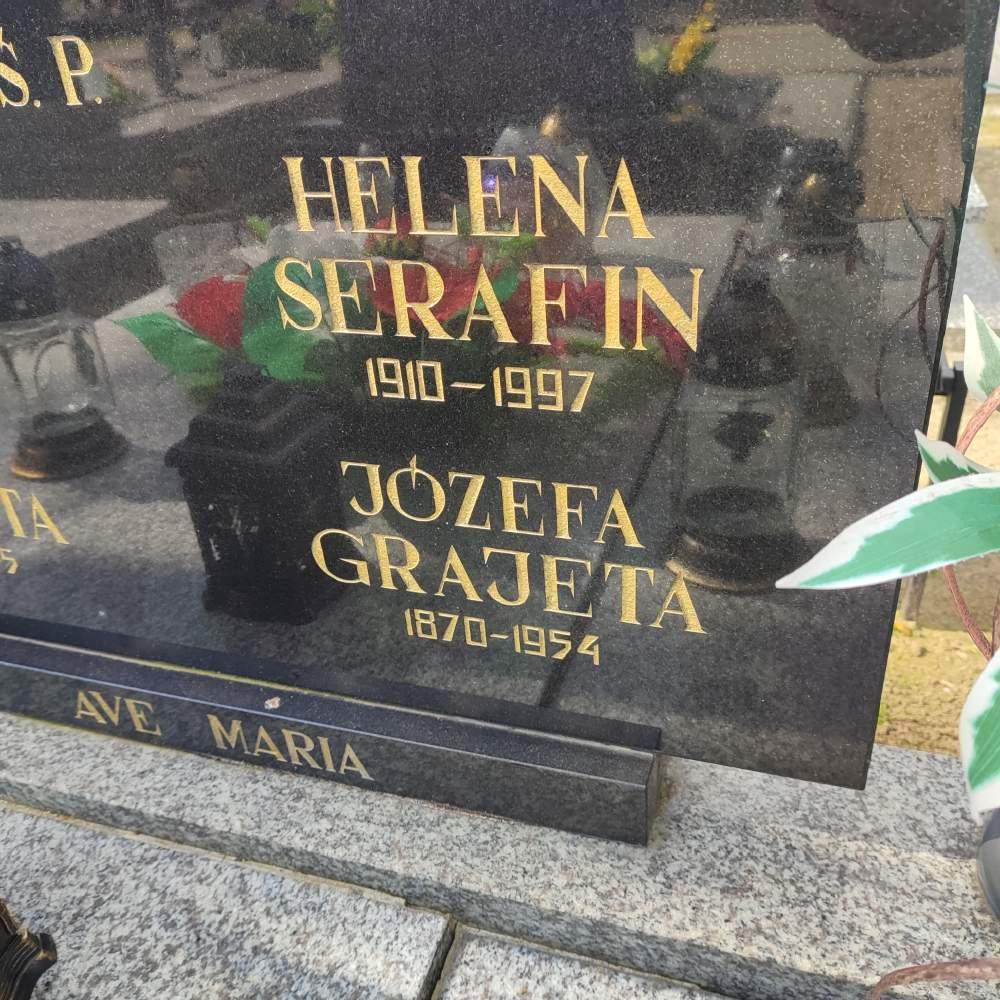 Ś. P.
HELENA
SERAFIN
1910-1997
JÓZEFA
GRAJETA
1870-1954
AVE MARIA